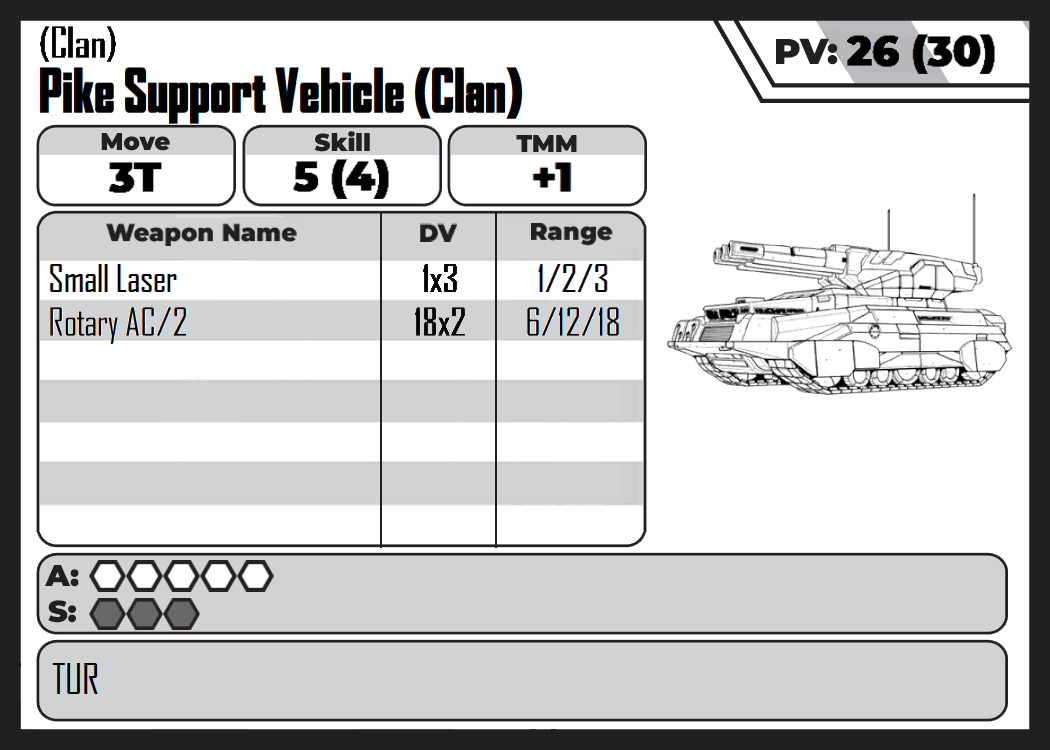 (Clan)
Pike Support Vehicle (Clan)
PV: 26 (30)
Move Skill TMM
3T 5 (4) +1
Weapon Name DV Range
Small Laser 1x3 1/2/3
Rotary AC/2 18x2 6/12/18
A:
S:
TUR